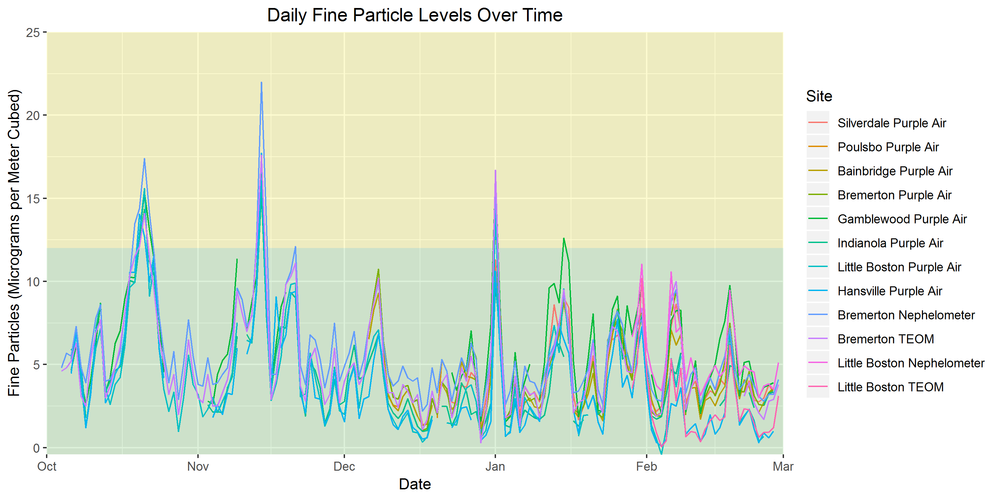 Daily Fine Particle Levels Over Time
Fine Particles (Micrograms per Meter Cubed)
25
20
15
10
5
0
Oct
Nov
Dec
Jan
Feb
Mar
Date
Site
Silverdale Purple Air
Poulsbo Purple Air
Bainbridge Purple Air
Bremerton Purple Air
Gamblewood Purple Air
Indianola Purple Air
Little Boston Purple Air
Hansville Purple Air
Bremerton Nephelometer
Bremerton TEOM
Little Boston Nephelometer
Little Boston TEOM